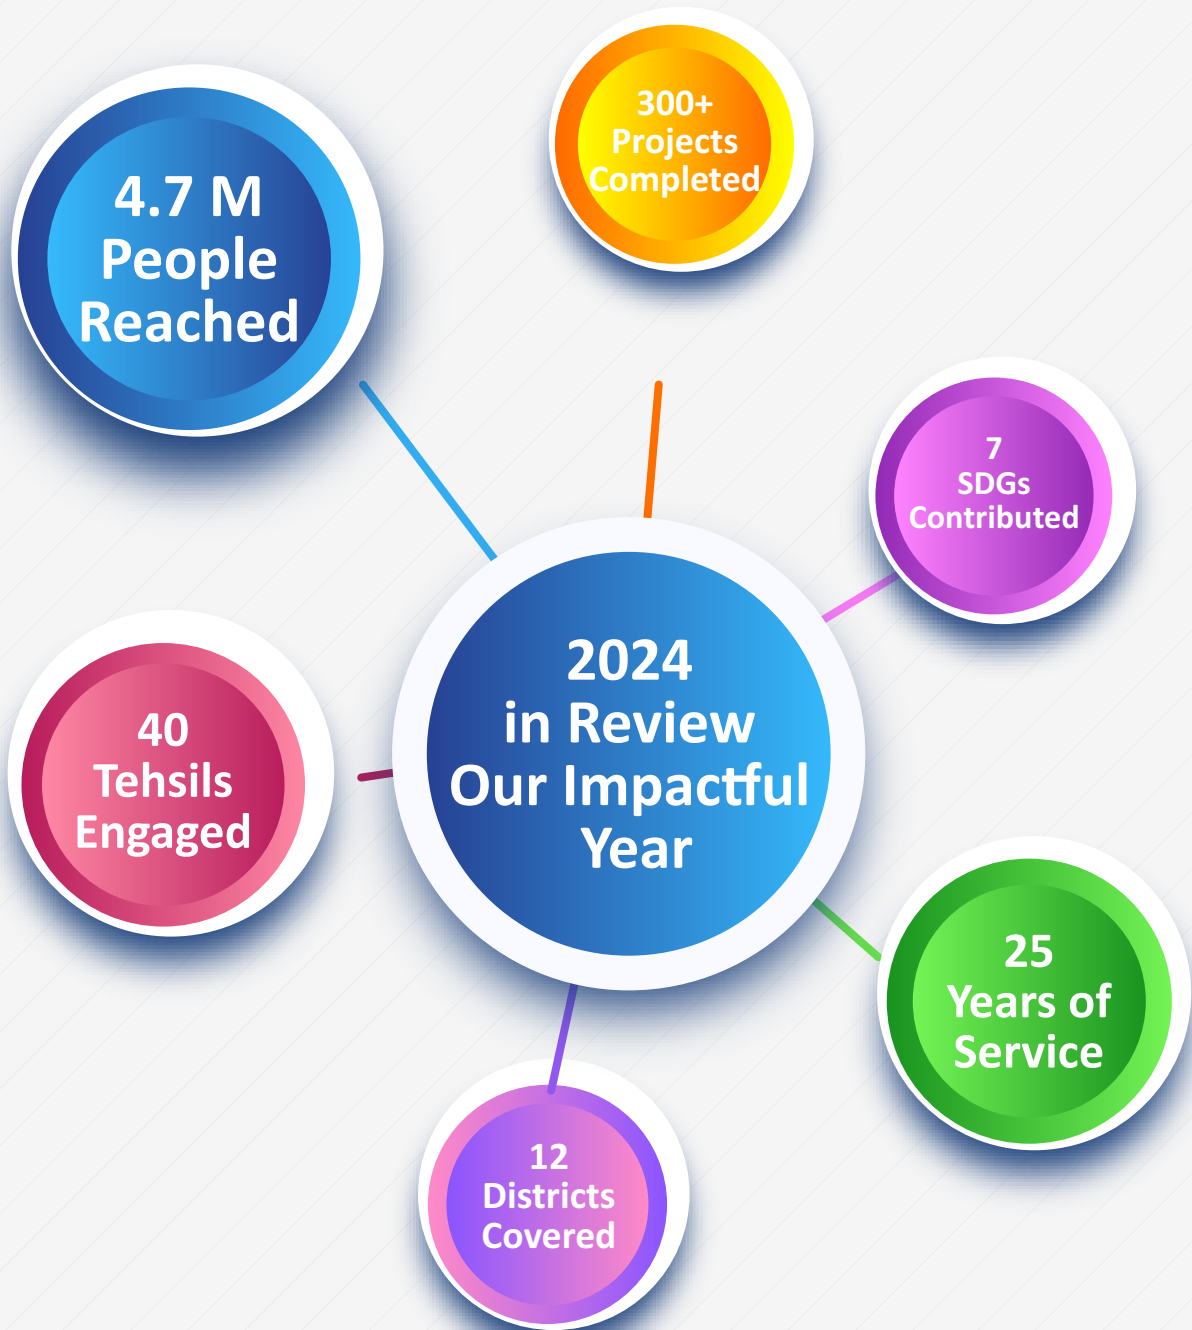 300+
Projects
Completed
4.7 M
People
Reached
7
SDGs
Contributed
2024
in Review
Our Impactful
Year
40
Tehsils
Engaged
25
Years of
Service
12
Districts
Covered